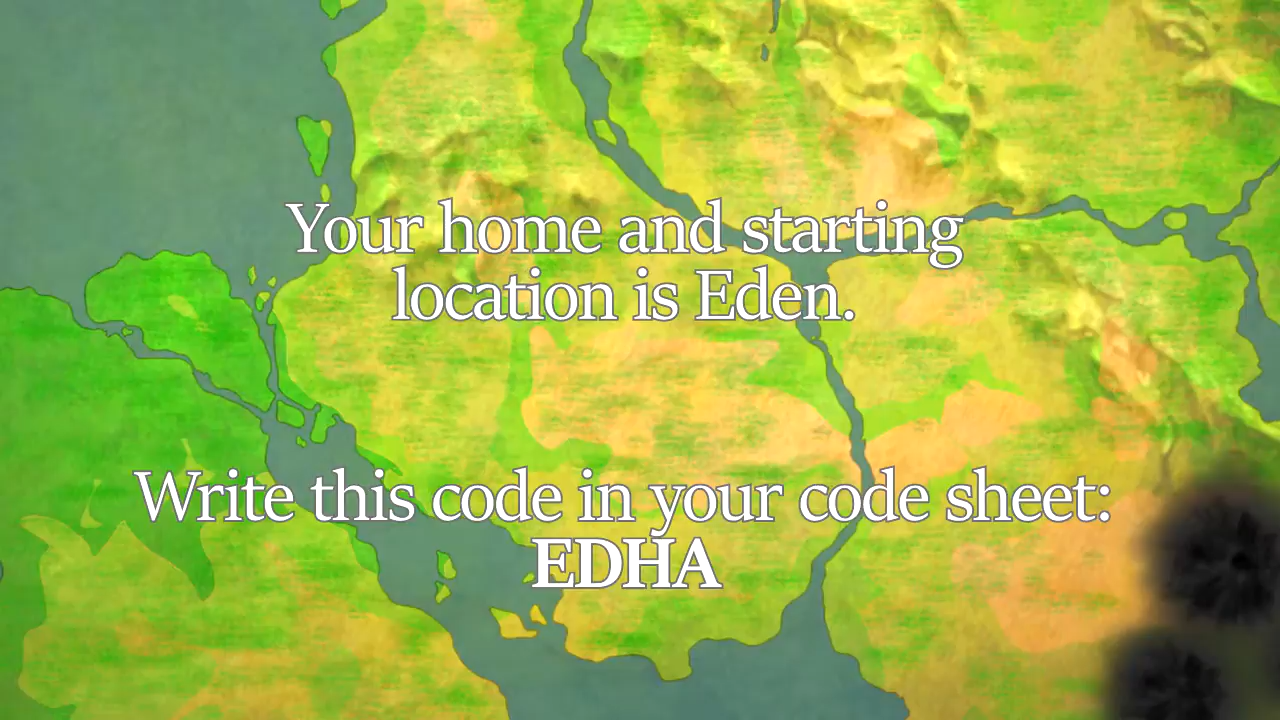 Your home and starting
location is Eden.
Write this code in your code sheet:
EDHA